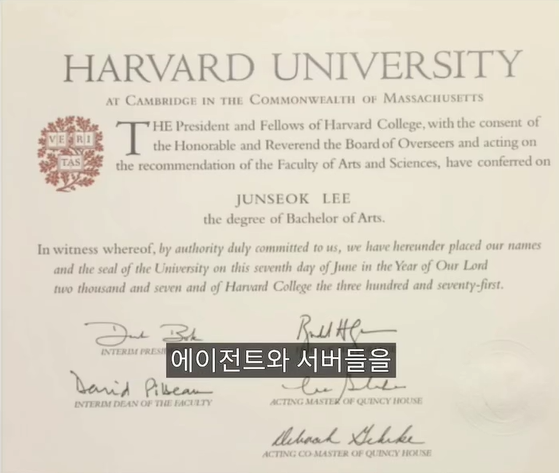 HARVARD UNIVERSITY
AT CAMBRIDGE IN THE COMMONWEALTH OF MASSACHUSETTS
THE President and Fellows of Harvard College, with the consent of
the Honorable and Reverend the Board of Overseers and acting on
the recommendation of the Faculty of Arts and Sciences, have conferred on
VE RI
TAS
JUNSEOK LEE
the degree of Bachelor of Arts.
In witness whereof, by authority duly committed to us, we have hereunder placed our names
and the seal of the University on this seventh day of June in the Year of Our Lord
two thousand and seven and of Harvard College the three hundred and seventy-first.
INTERIM
에이전트와 서버들을
David Pilbeam
INTERIM DEAN OF THE FACULTY
ACTING MASTER OF QUINCY HOUSE
Deborah Gehrke
ACTING CO-MASTER OF QUINCY HOUSE